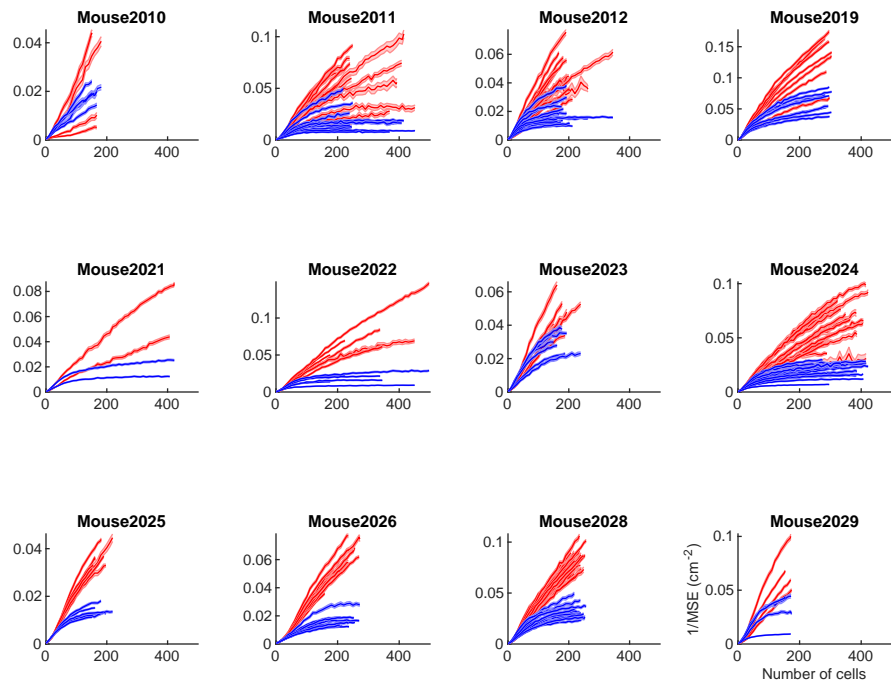 Mouse2010 Mouse2011 Mouse2012 Mouse2019
0.04 0.1 0.06 0.15
0.02 0.05 0.04 0.1
0.02 0.05
0 0 0 0
0 200 400 0 200 400 0 200 400 0 200 400
Mouse2021 Mouse2022 Mouse2023 Mouse2024
0.08 0.1 0.06 0.1
0.06 0.05 0.04 0.05
0.04 0.02
0.02
0 0 0 0
0 200 400 0 200 400 0 200 400 0 200 400
Mouse2025 Mouse2026 Mouse2028 Mouse2029
0.04 0.06 0.1 0.1
0.02 0.04 0.05 0.05
0.02
0 0 0 0
0 200 400 0 200 400 0 200 400 0 200 400
1/MSE (cm⁻²)
Number of cells